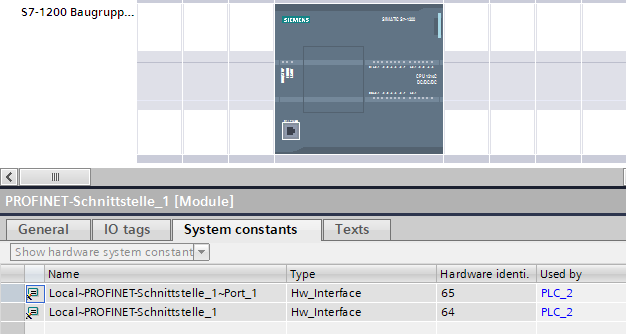 S7-1200 Baugrupp...
SIEMENS
SIMATIC S7-1200
DC/DC/DC
PROFINET-Schnittstelle_1 [Module]
General
IO tags
System constants
Texts
Show hardware system constant
Name Type Hardware identi. Used by
Local~PROFINET-Schnittstelle_1~Port_1 Hw_Interface 65 PLC_2
Local~PROFINET-Schnittstelle_1 Hw_Interface 64 PLC_2